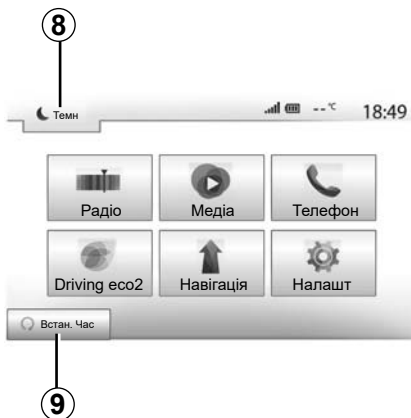 8
Темн
--°C 18:49
Радіо Медіа Телефон
Driving eco2 Навігація Налашт
Встан. Час
9